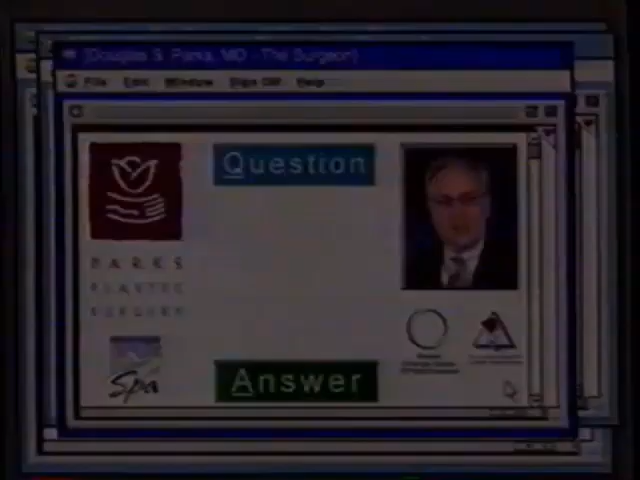 [Douglas S. Parks, MD - The Surgeon]
File Edit Window Sign Off Help
Question
PARKS
PLASTIC
SURGERY
Spa
Answer